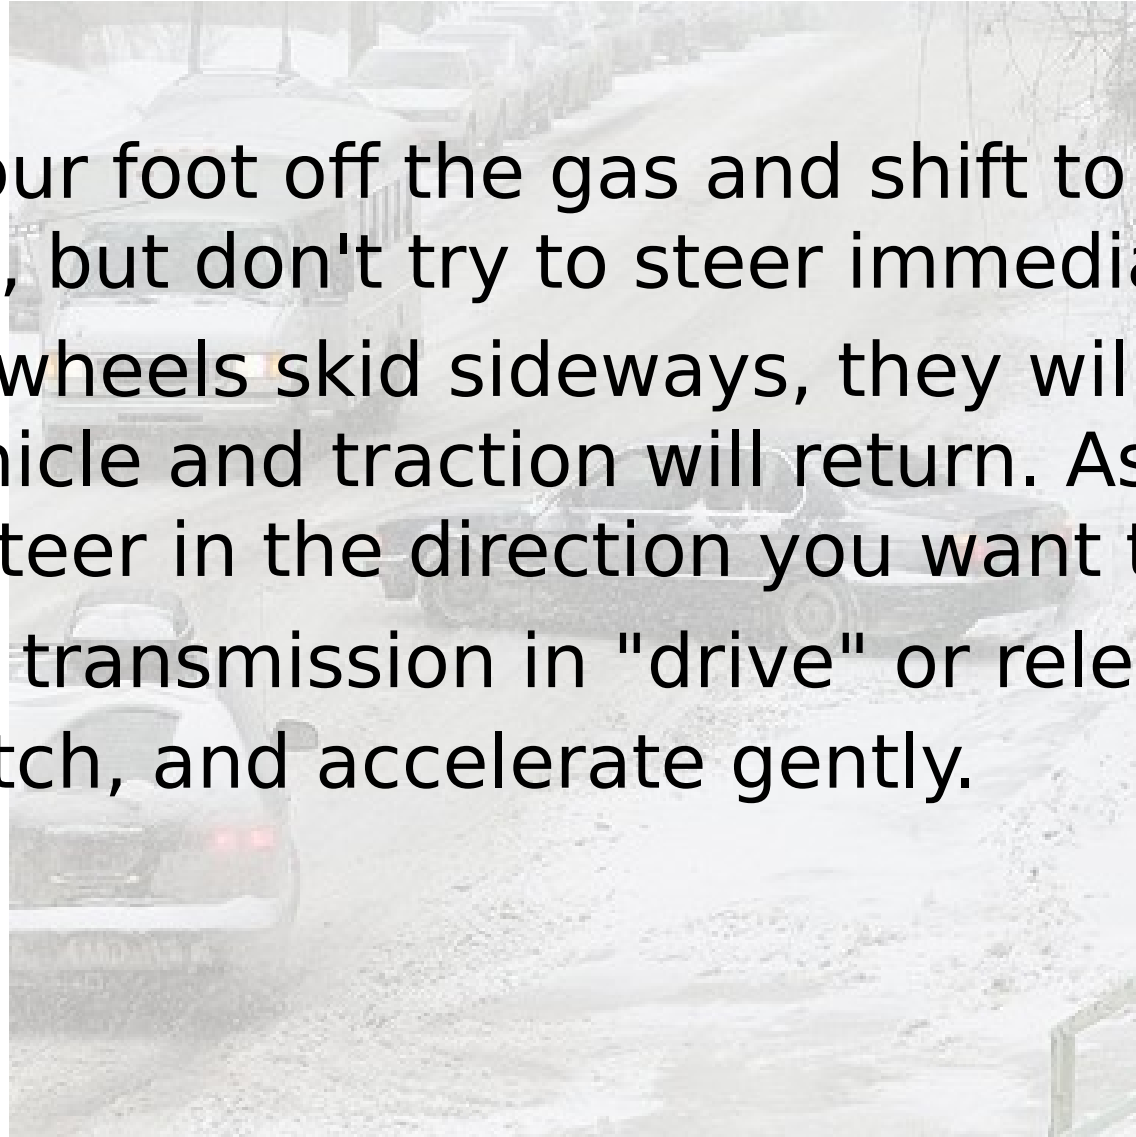 our foot off the gas and shift to
, but don't try to steer immedia
wheels skid sideways, they wil
hicle and traction will return. As
teer in the direction you want t
transmission in "drive" or rele
tch, and accelerate gently.